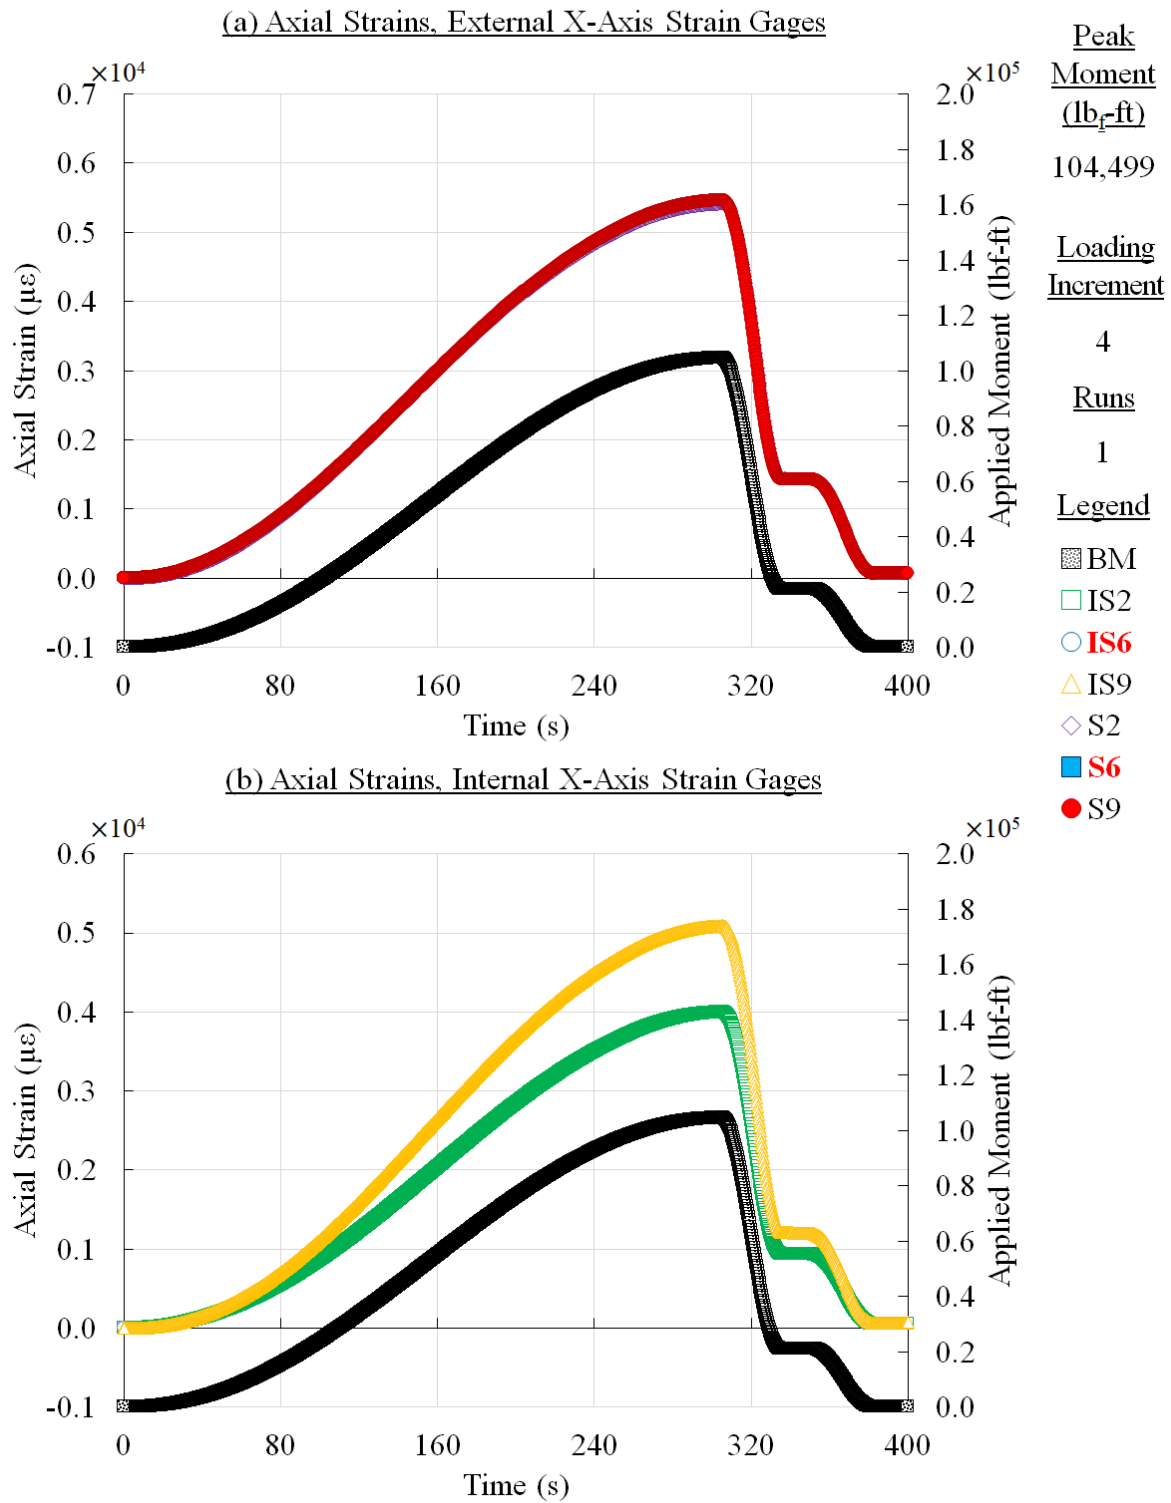 (a) Axial Strains, External X-Axis Strain Gages
×10⁴
×10⁵
0.7
0.6
0.5
0.4
0.3
0.2
0.1
0.0
-0.1
Axial Strain (με)
2.0
1.8
1.6
1.4
1.2
1.0
0.8
0.6
0.4
0.2
0.0
Applied Moment (lbf-ft)
0 80 160 240 320 400
Time (s)
Peak
Moment
(lbf-ft)
104,499
Loading
Increment
4
Runs
1
Legend
BM
IS2
IS6
IS9
S2
S6
S9
(b) Axial Strains, Internal X-Axis Strain Gages
×10⁴
×10⁵
0.6
0.5
0.4
0.3
0.2
0.1
0.0
-0.1
Axial Strain (με)
2.0
1.8
1.6
1.4
1.2
1.0
0.8
0.6
0.4
0.2
0.0
Applied Moment (lbf-ft)
0 80 160 240 320 400
Time (s)